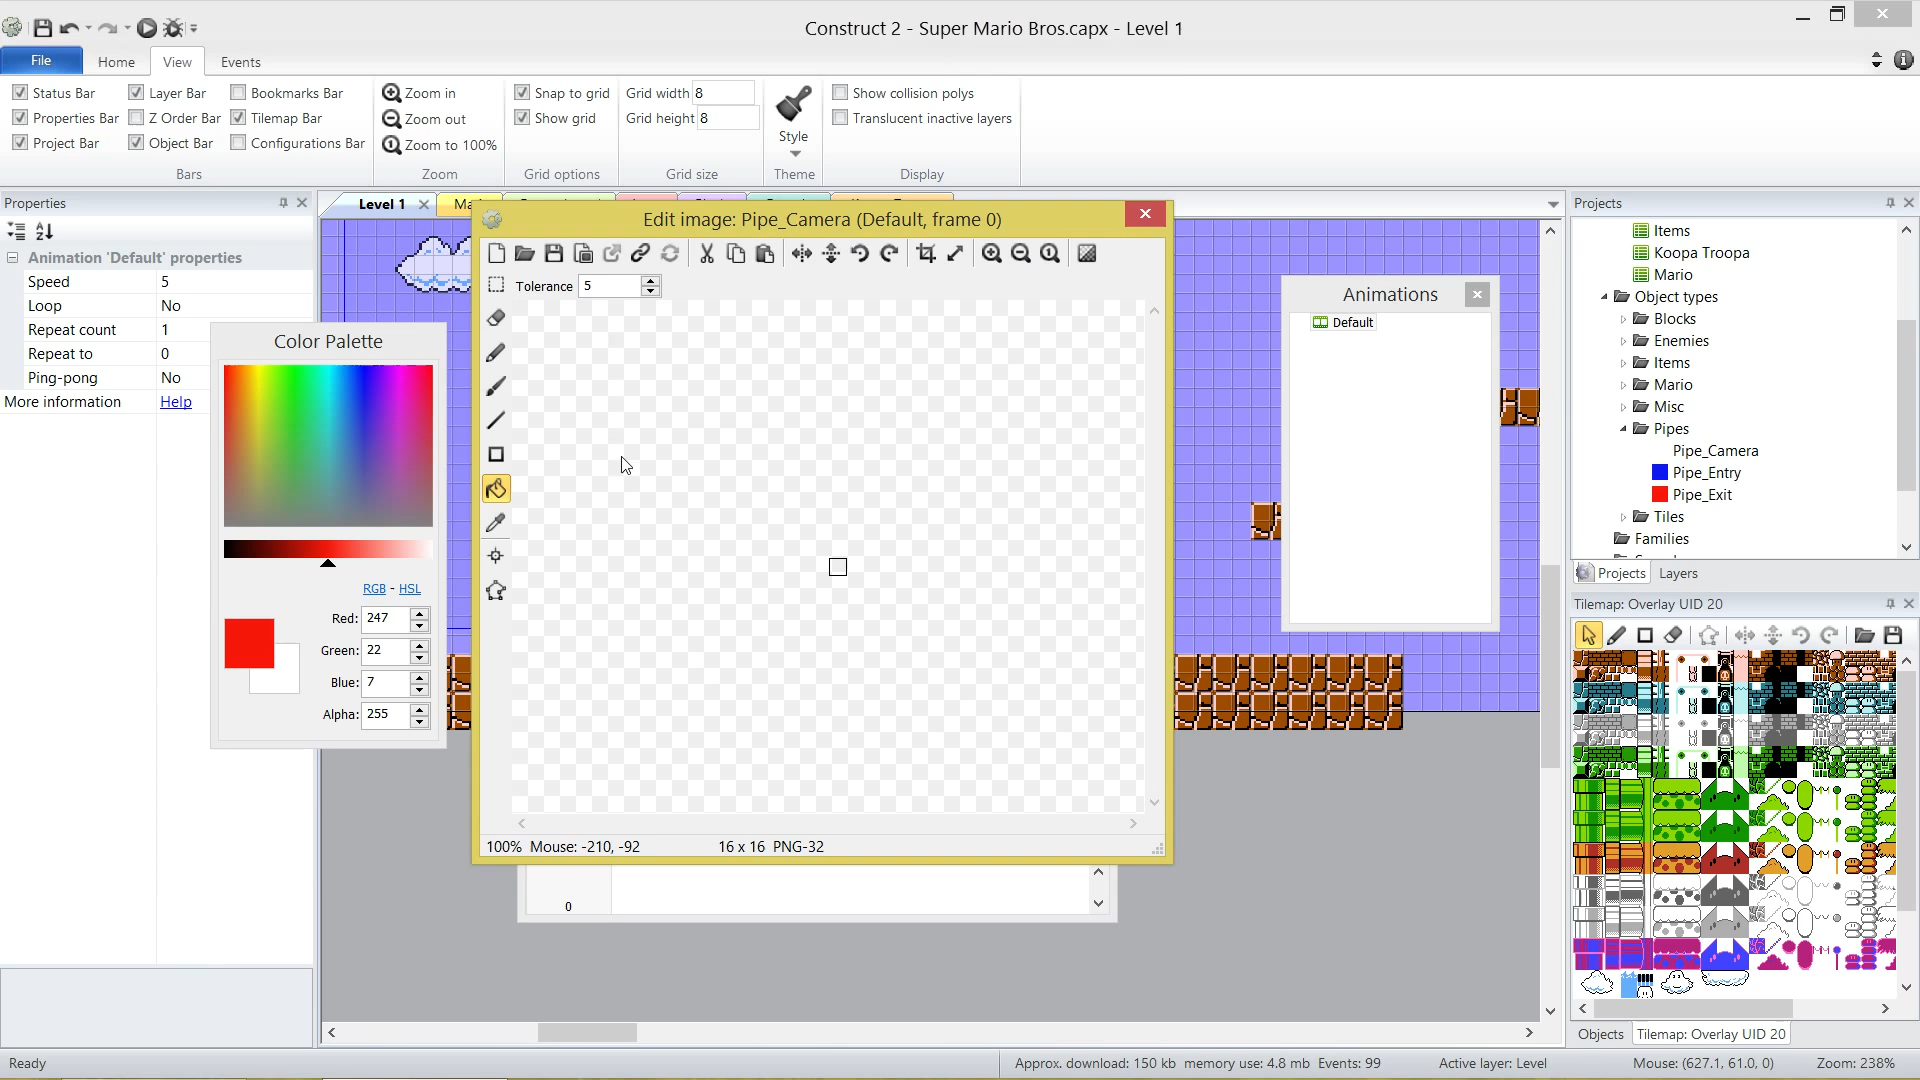 Construct 2 - Super Mario Bros.capx - Level 1
File Home View Events
Status Bar Layer Bar Bookmarks Bar Zoom in Snap to grid Grid width 8 Show collision polys
Properties Bar Z Order Bar Tilemap Bar Zoom out Show grid Grid height 8 Translucent inactive layers
Project Bar Object Bar Configurations Bar Zoom to 100% Style
Bars Zoom Grid options Grid size Theme Display
Properties
Animation 'Default' properties
Speed 5
Loop No
Repeat count 1
Repeat to 0
Ping-pong No
More information Help
Color Palette
RGB - HSL
Red: 247
Green: 22
Blue: 7
Alpha: 255
Level 1
Edit image: Pipe_Camera (Default, frame 0)
Tolerance 5
100% Mouse: -210, -92 16 x 16 PNG-32
0
Animations
Default
Projects
Items
Koopa Troopa
Mario
Object types
Blocks
Enemies
Items
Mario
Misc
Pipes
Pipe_Camera
Pipe_Entry
Pipe_Exit
Tiles
Families
Projects Layers
Tilemap: Overlay UID 20
Objects Tilemap: Overlay UID 20
Ready Approx. download: 150 kb memory use: 4.8 mb Events: 99 Active layer: Level Mouse: (627.1, 61.0, 0) Zoom: 238%